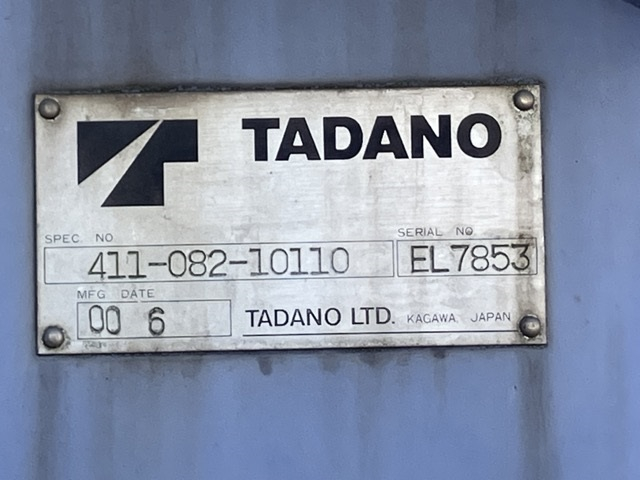 TADANO
SPEC. NO
411-082-10110
SERIAL NO.
EL7853
MFG DATE
00 6
TADANO LTD. KAGAWA, JAPAN